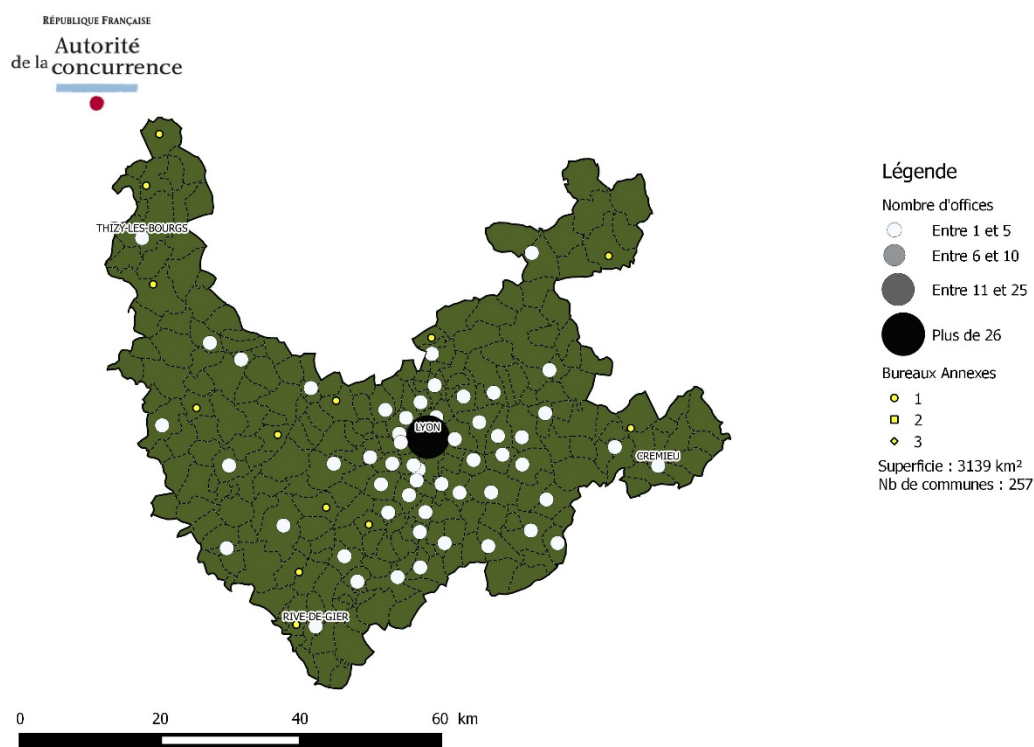 RÉPUBLIQUE FRANÇAISE
Autorité
de la concurrence
THIZY-LES-BOURGS
LYON
CREMIEU
RIVE-DE-GIER
Légende
Nombre d'offices
Entre 1 et 5
Entre 6 et 10
Entre 11 et 25
Plus de 26
Bureaux Annexes
1
2
3
Superficie : 3139 km²
Nb de communes : 257
0 20 40 60 km